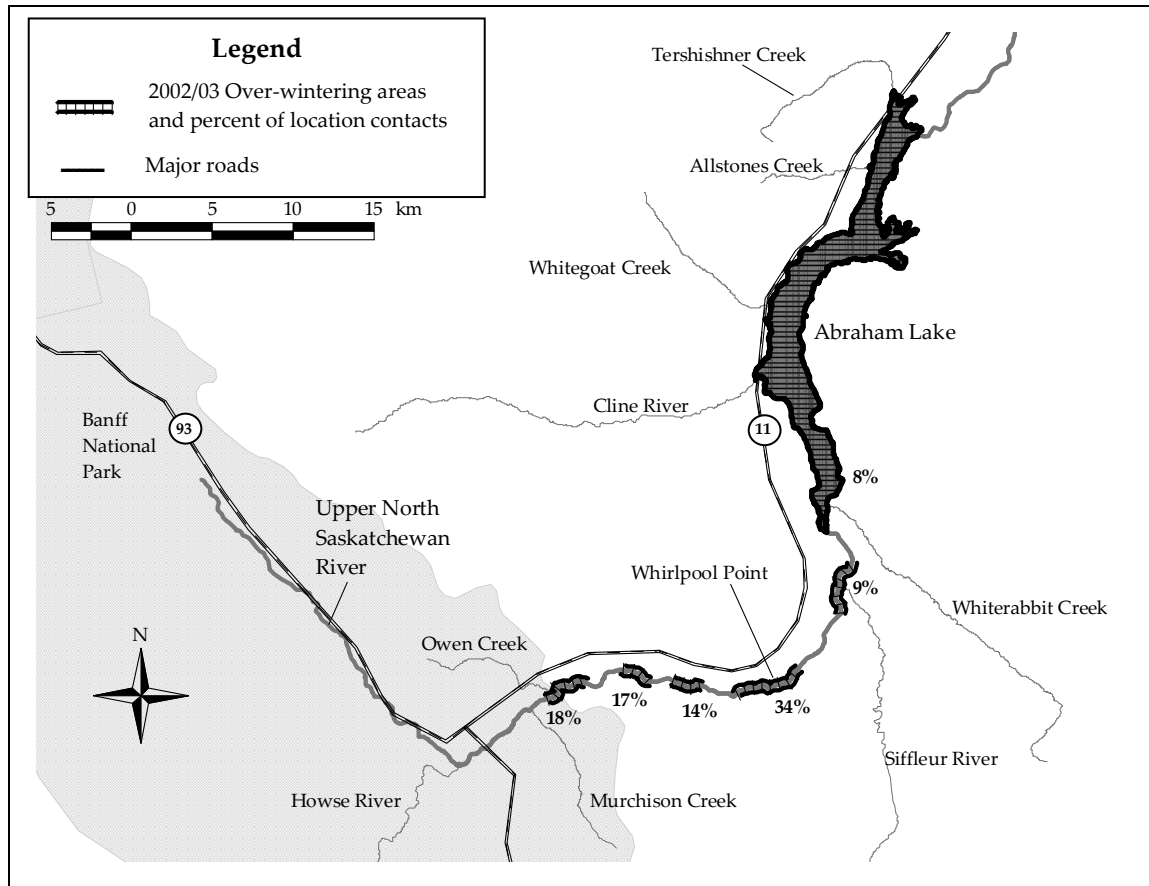 Legend
2002/03 Over-wintering areas
and percent of location contacts
Major roads
5 0 5 10 15 km
Tershishner Creek
Allstones Creek
Whitegoat Creek
Abraham Lake
Cline River
Banff
National
Park
93
11
8%
Upper North
Saskatchewan
River
Whirlpool Point
9%
Whiterabbit Creek
N
Owen Creek
18%
17%
14%
34%
Siffleur River
Howse River
Murchison Creek